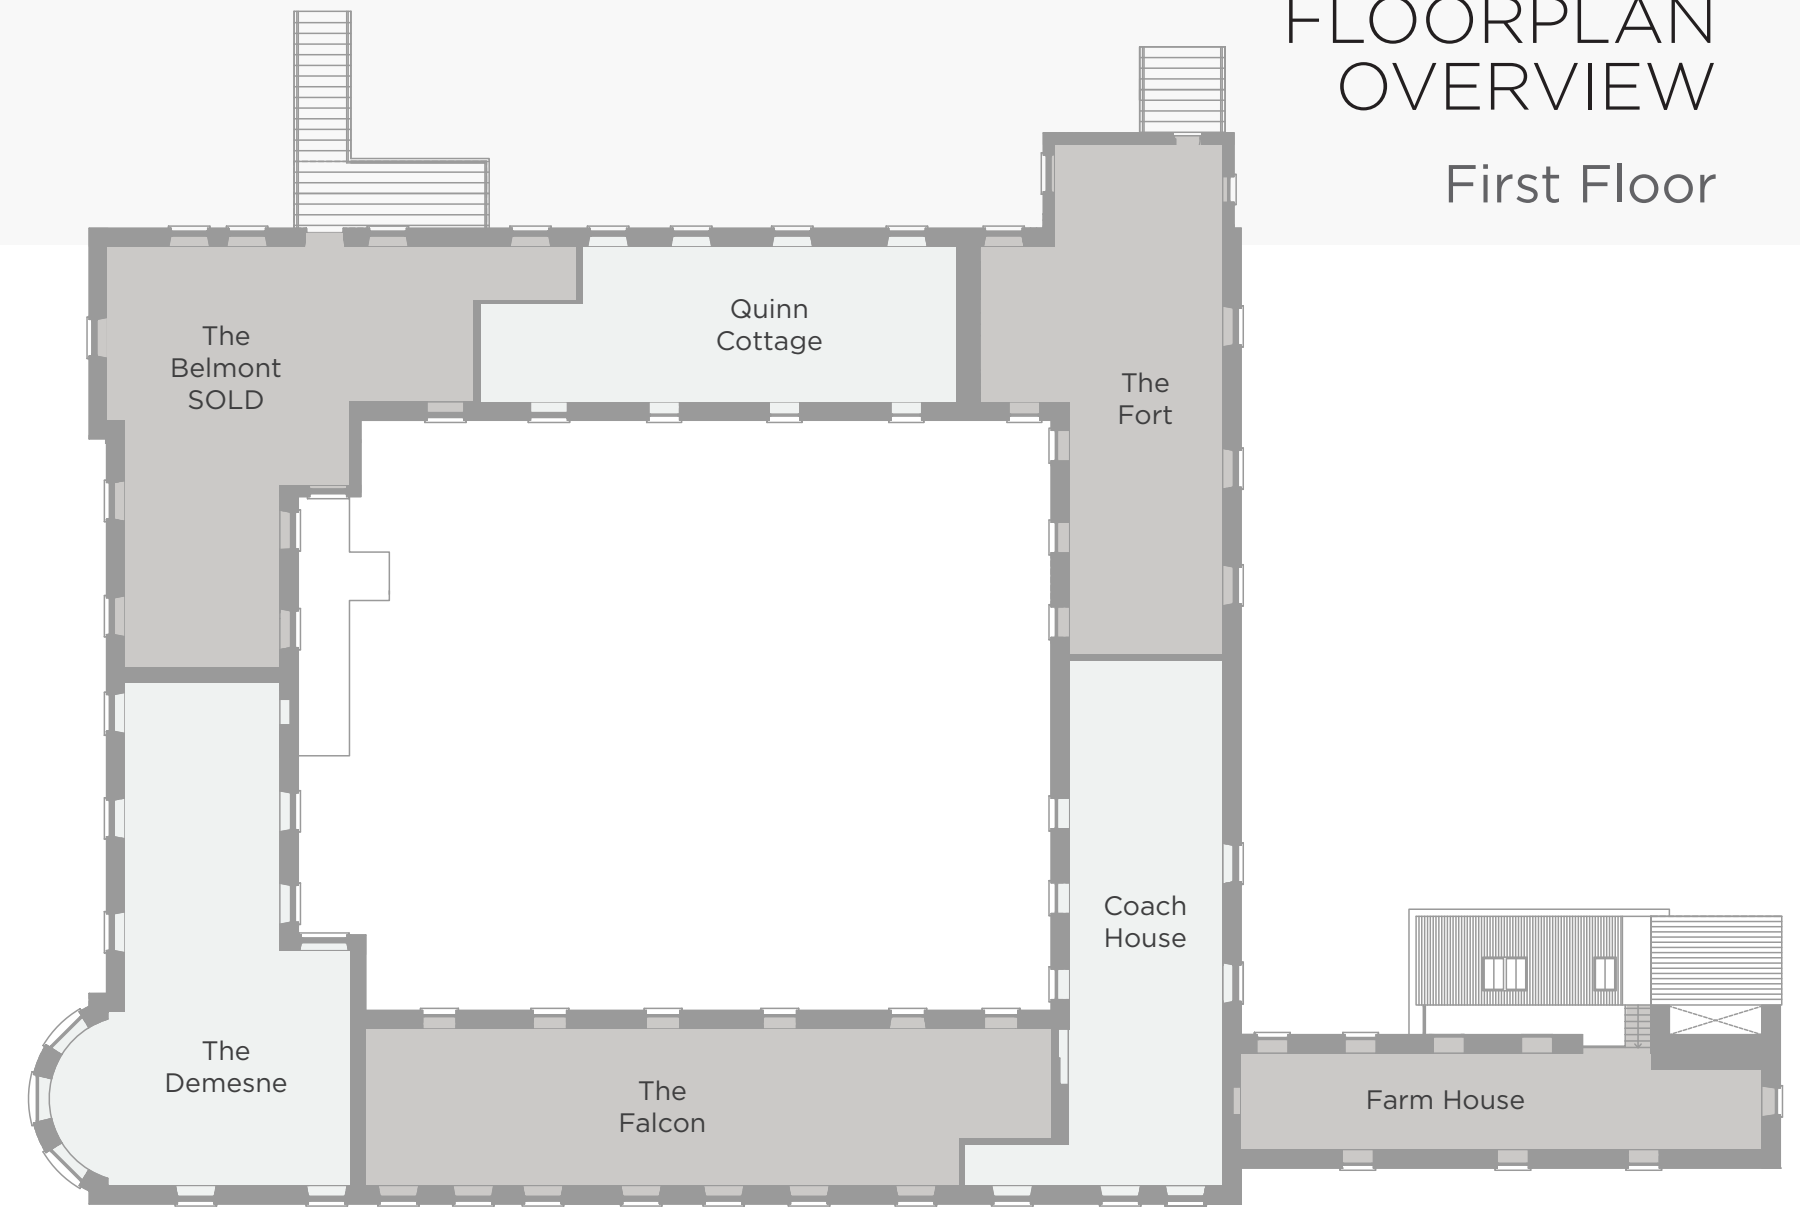 FLOORPLAN
OVERVIEW
First Floor
The
Belmont
SOLD
Quinn
Cottage
The
Fort
Coach
House
The
Demesne
The
Falcon
Farm House